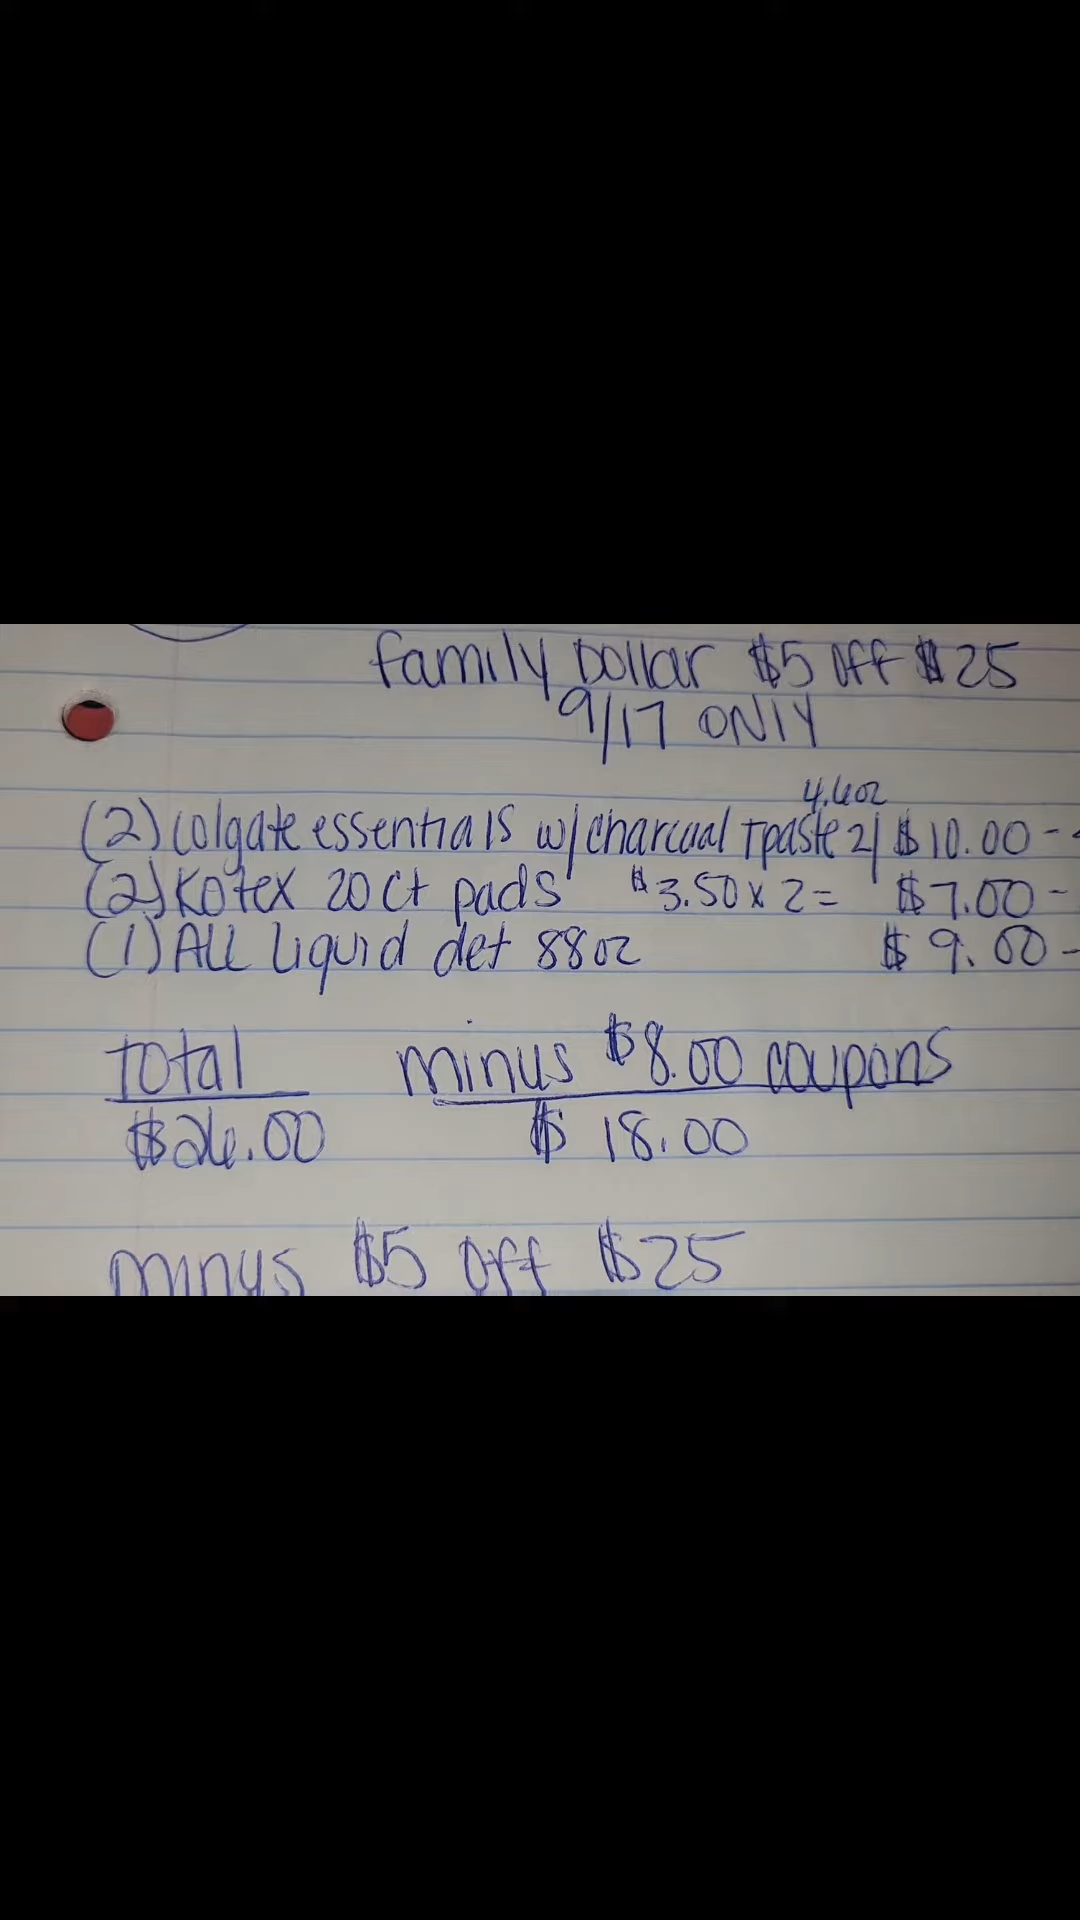 family Dollar $5 off $25
9/17 ONLY
4.6oz
(2) Colgate essentials w/charcoal Tpaste 2/ $10.00 -
(2) Kotex 20 ct pads $3.50 x 2 = $7.00 -
(1) ALL Liquid det 88oz $9.00 -
total minus $8.00 coupons
$26.00 $18.00
minus $5 off $25